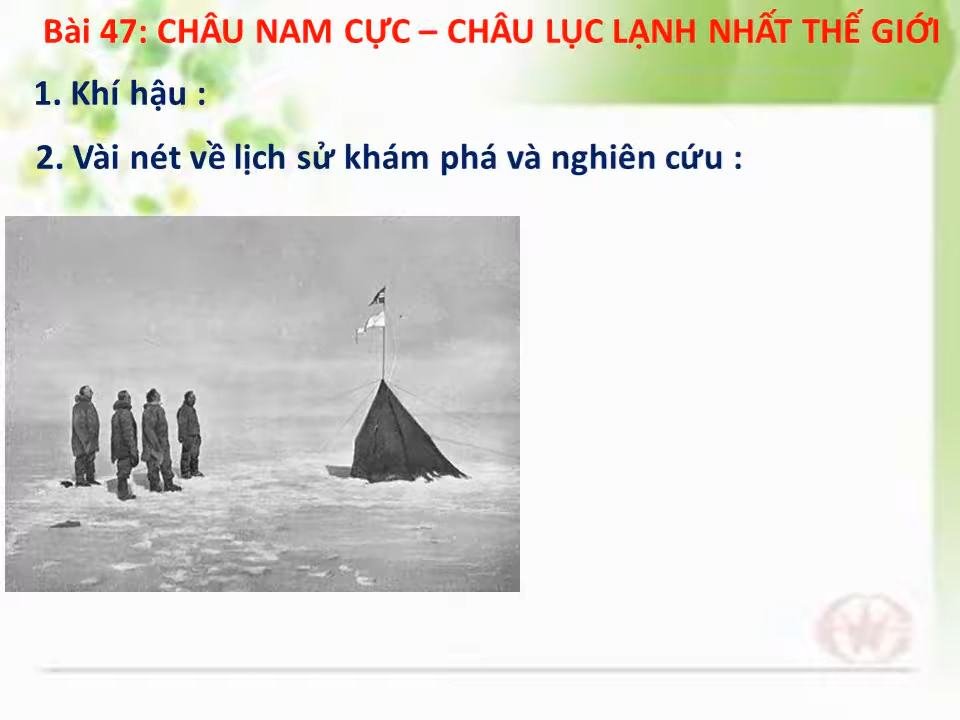 Bài 47: CHÂU NAM CỰC – CHÂU LỤC LẠNH NHẤT THẾ GIỚI
1. Khí hậu :
2. Vài nét về lịch sử khám phá và nghiên cứu :